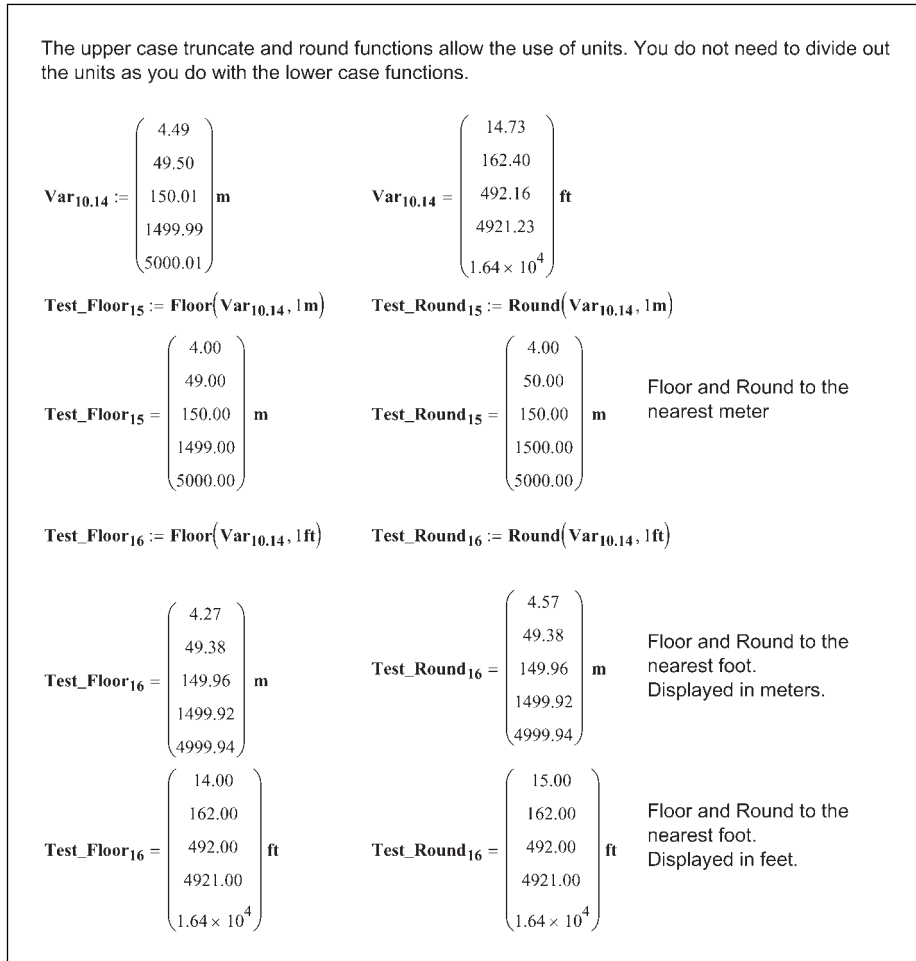 The upper case truncate and round functions allow the use of units. You do not need to divide out
the units as you do with the lower case functions.
Var10.14 := (4.49 49.50 150.01 1499.99 5000.01) m
Var10.14 = (14.73 162.40 492.16 4921.23 1.64 × 10^4) ft
Test_Floor15 := Floor(Var10.14 , 1m)
Test_Round15 := Round(Var10.14 , 1m)
Test_Floor15 = (4.00 49.00 150.00 1499.00 5000.00) m
Test_Round15 = (4.00 50.00 150.00 1500.00 5000.00) m
Floor and Round to the
nearest meter
Test_Floor16 := Floor(Var10.14 , 1ft)
Test_Round16 := Round(Var10.14 , 1ft)
Test_Floor16 = (4.27 49.38 149.96 1499.92 4999.94) m
Test_Round16 = (4.57 49.38 149.96 1499.92 4999.94) m
Floor and Round to the
nearest foot.
Displayed in meters.
Test_Floor16 = (14.00 162.00 492.00 4921.00 1.64 × 10^4) ft
Test_Round16 = (15.00 162.00 492.00 4921.00 1.64 × 10^4) ft
Floor and Round to the
nearest foot.
Displayed in feet.